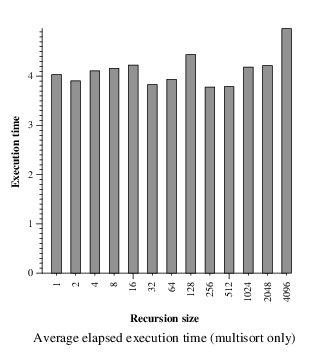 4
3
2
1
0
Execution time
1 2 4 8 16 32 64 128 256 512 1024 2048 4096
Recursion size
Average elapsed execution time (multisort only)